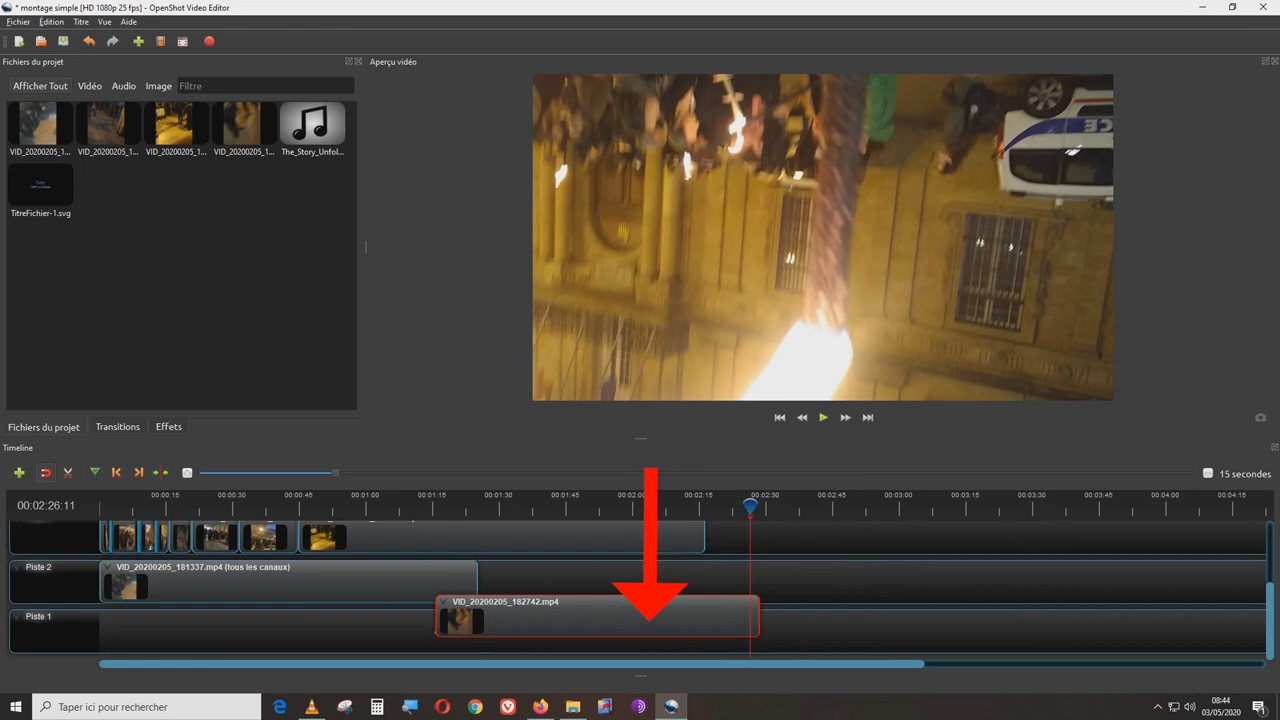 * montage simple [HD 1080p 25 fps] - OpenShot Video Editor
Fichier Édition Titre Vue Aide
Fichiers du projet
Aperçu vidéo
Afficher Tout Vidéo Audio Image Filtre
VID_20200205_1... VID_20200205_1... VID_20200205_1... VID_20200205_1... The_Story_Unfol...
TitreFichier-1.svg
Fichiers du projet Transitions Effets
Timeline
15 secondes
00:02:26:11
00:00:15 00:00:30 00:00:45 00:01:00 00:01:15 00:01:30 00:01:45 00:02:00 00:02:15 00:02:30 00:02:45 00:03:00 00:03:15 00:03:30 00:03:45 00:04:00 00:04:15
Piste 2
VID_20200205_181337.mp4 (tous les canaux)
VID_20200205_182742.mp4
Piste 1
Taper ici pour rechercher
08:44
03/05/2020
1